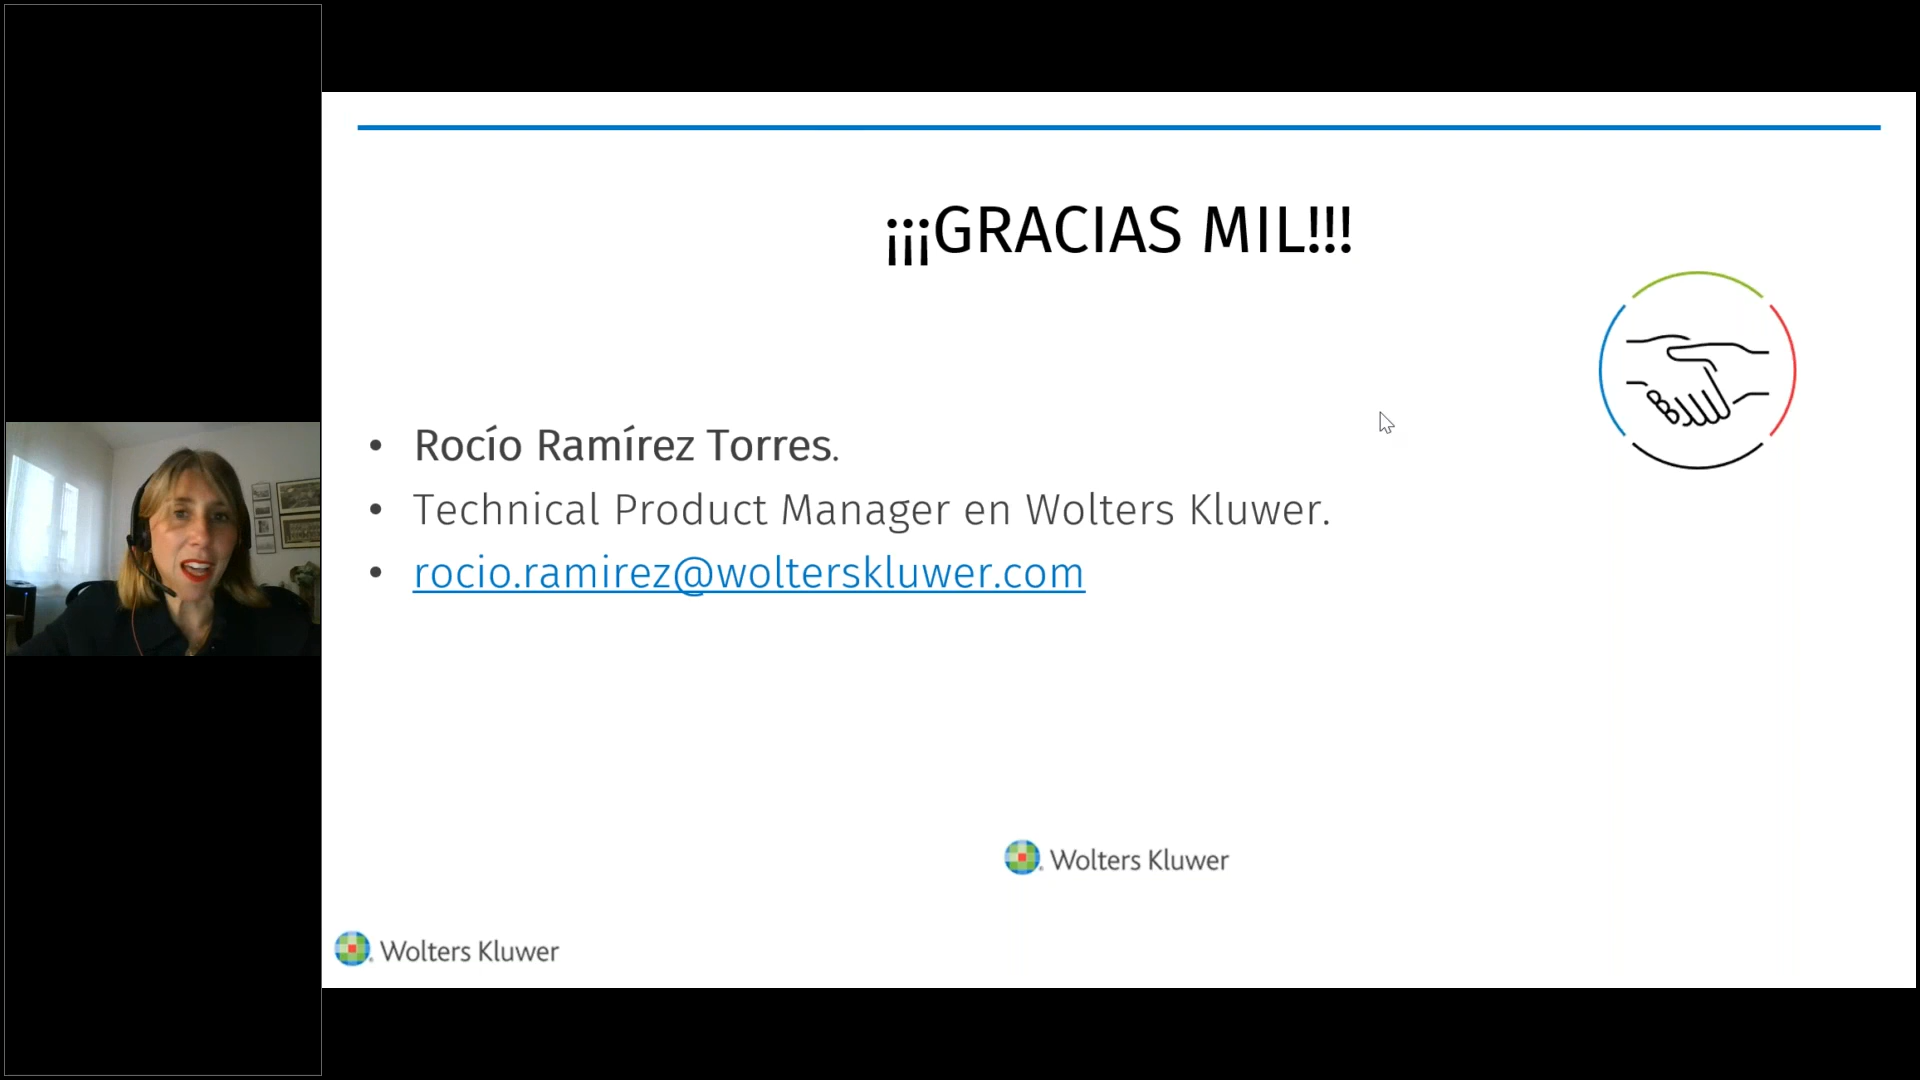 ¡¡¡GRACIAS MIL!!!
• Rocío Ramírez Torres.
• Technical Product Manager en Wolters Kluwer.
• rocio.ramirez@wolterskluwer.com
Wolters Kluwer
Wolters Kluwer